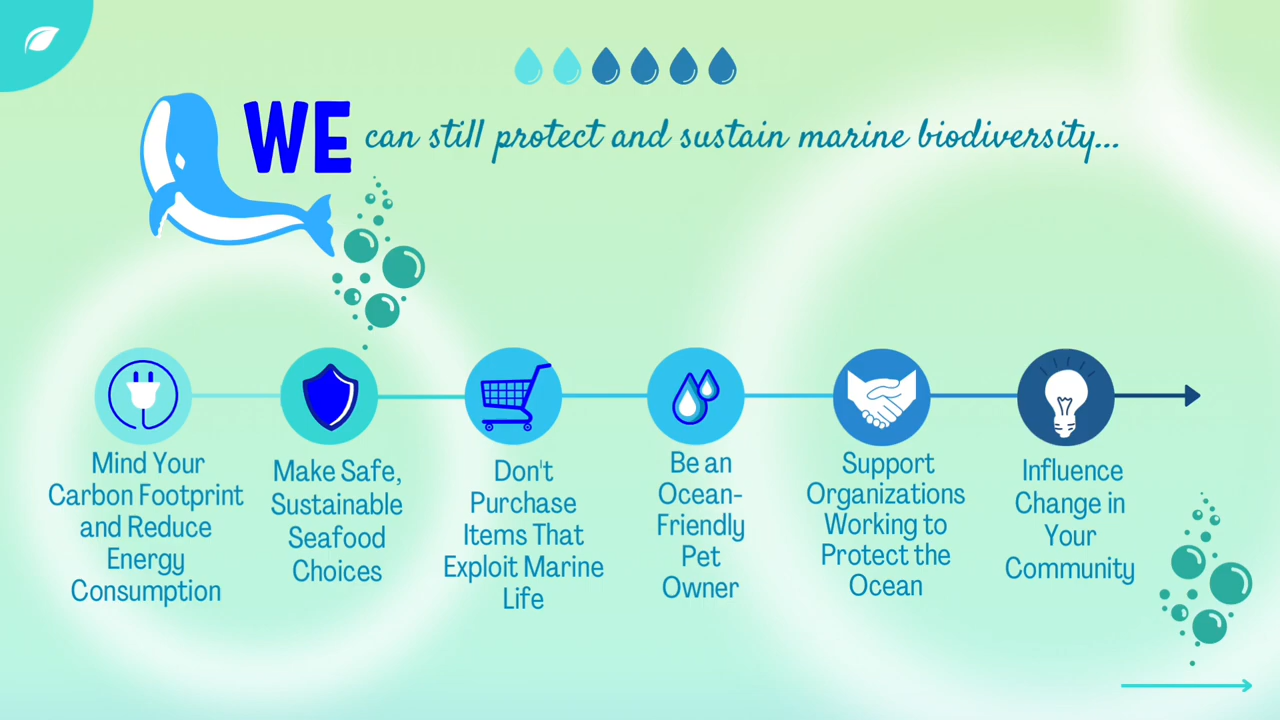 WE can still protect and sustain marine biodiversity...
Mind Your
Carbon Footprint
and Reduce
Energy
Consumption
Make Safe,
Sustainable
Seafood
Choices
Don't
Purchase
Items That
Exploit Marine
Life
Be an
Ocean-
Friendly
Pet
Owner
Support
Organizations
Working to
Protect the
Ocean
Influence
Change in
Your
Community